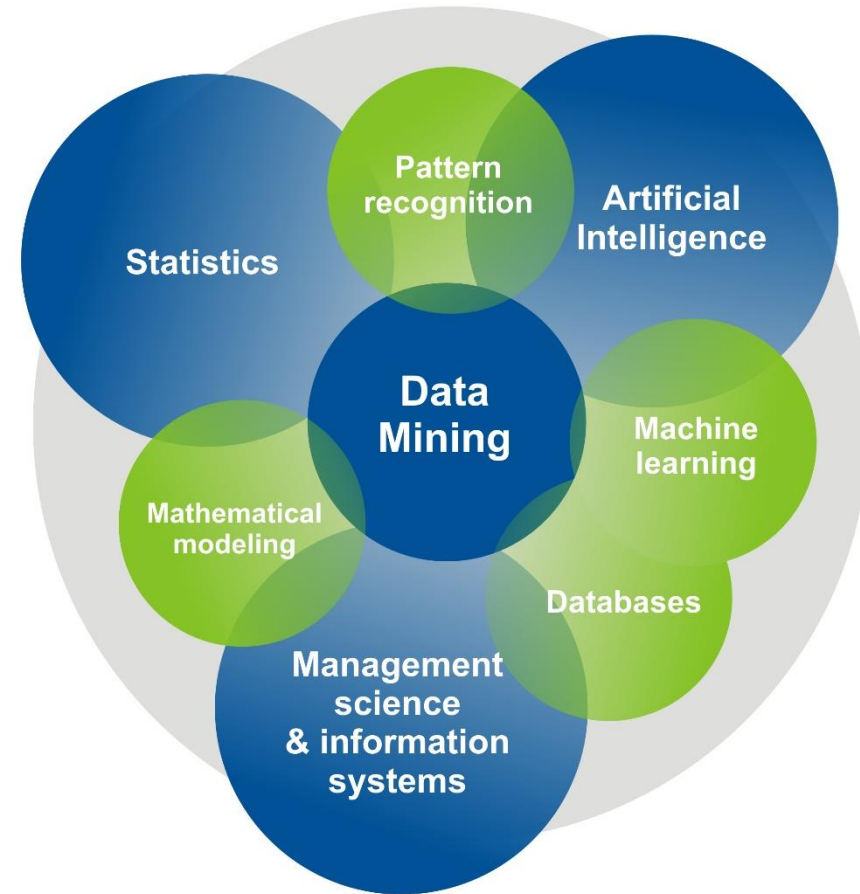 Pattern
recognition
Artificial
Intelligence
Statistics
Data
Mining
Machine
learning
Mathematical
modeling
Databases
Management
science
& information
systems